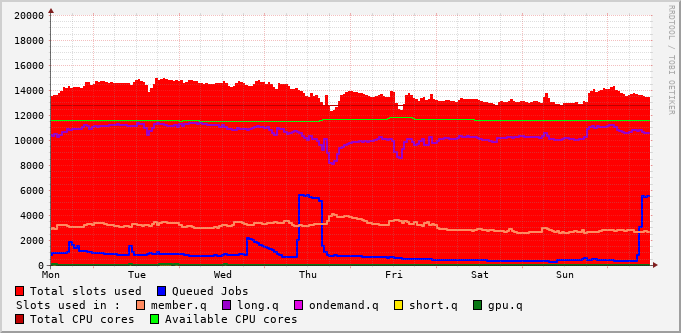 RRDTOOL / TOBI OETIKER
20000
18000
16000
14000
12000
10000
8000
6000
4000
2000
0
Mon Tue Wed Thu Fri Sat Sun
Total slots used Queued Jobs
Slots used in : member.q long.q ondemand.q short.q gpu.q
Total CPU cores Available CPU cores